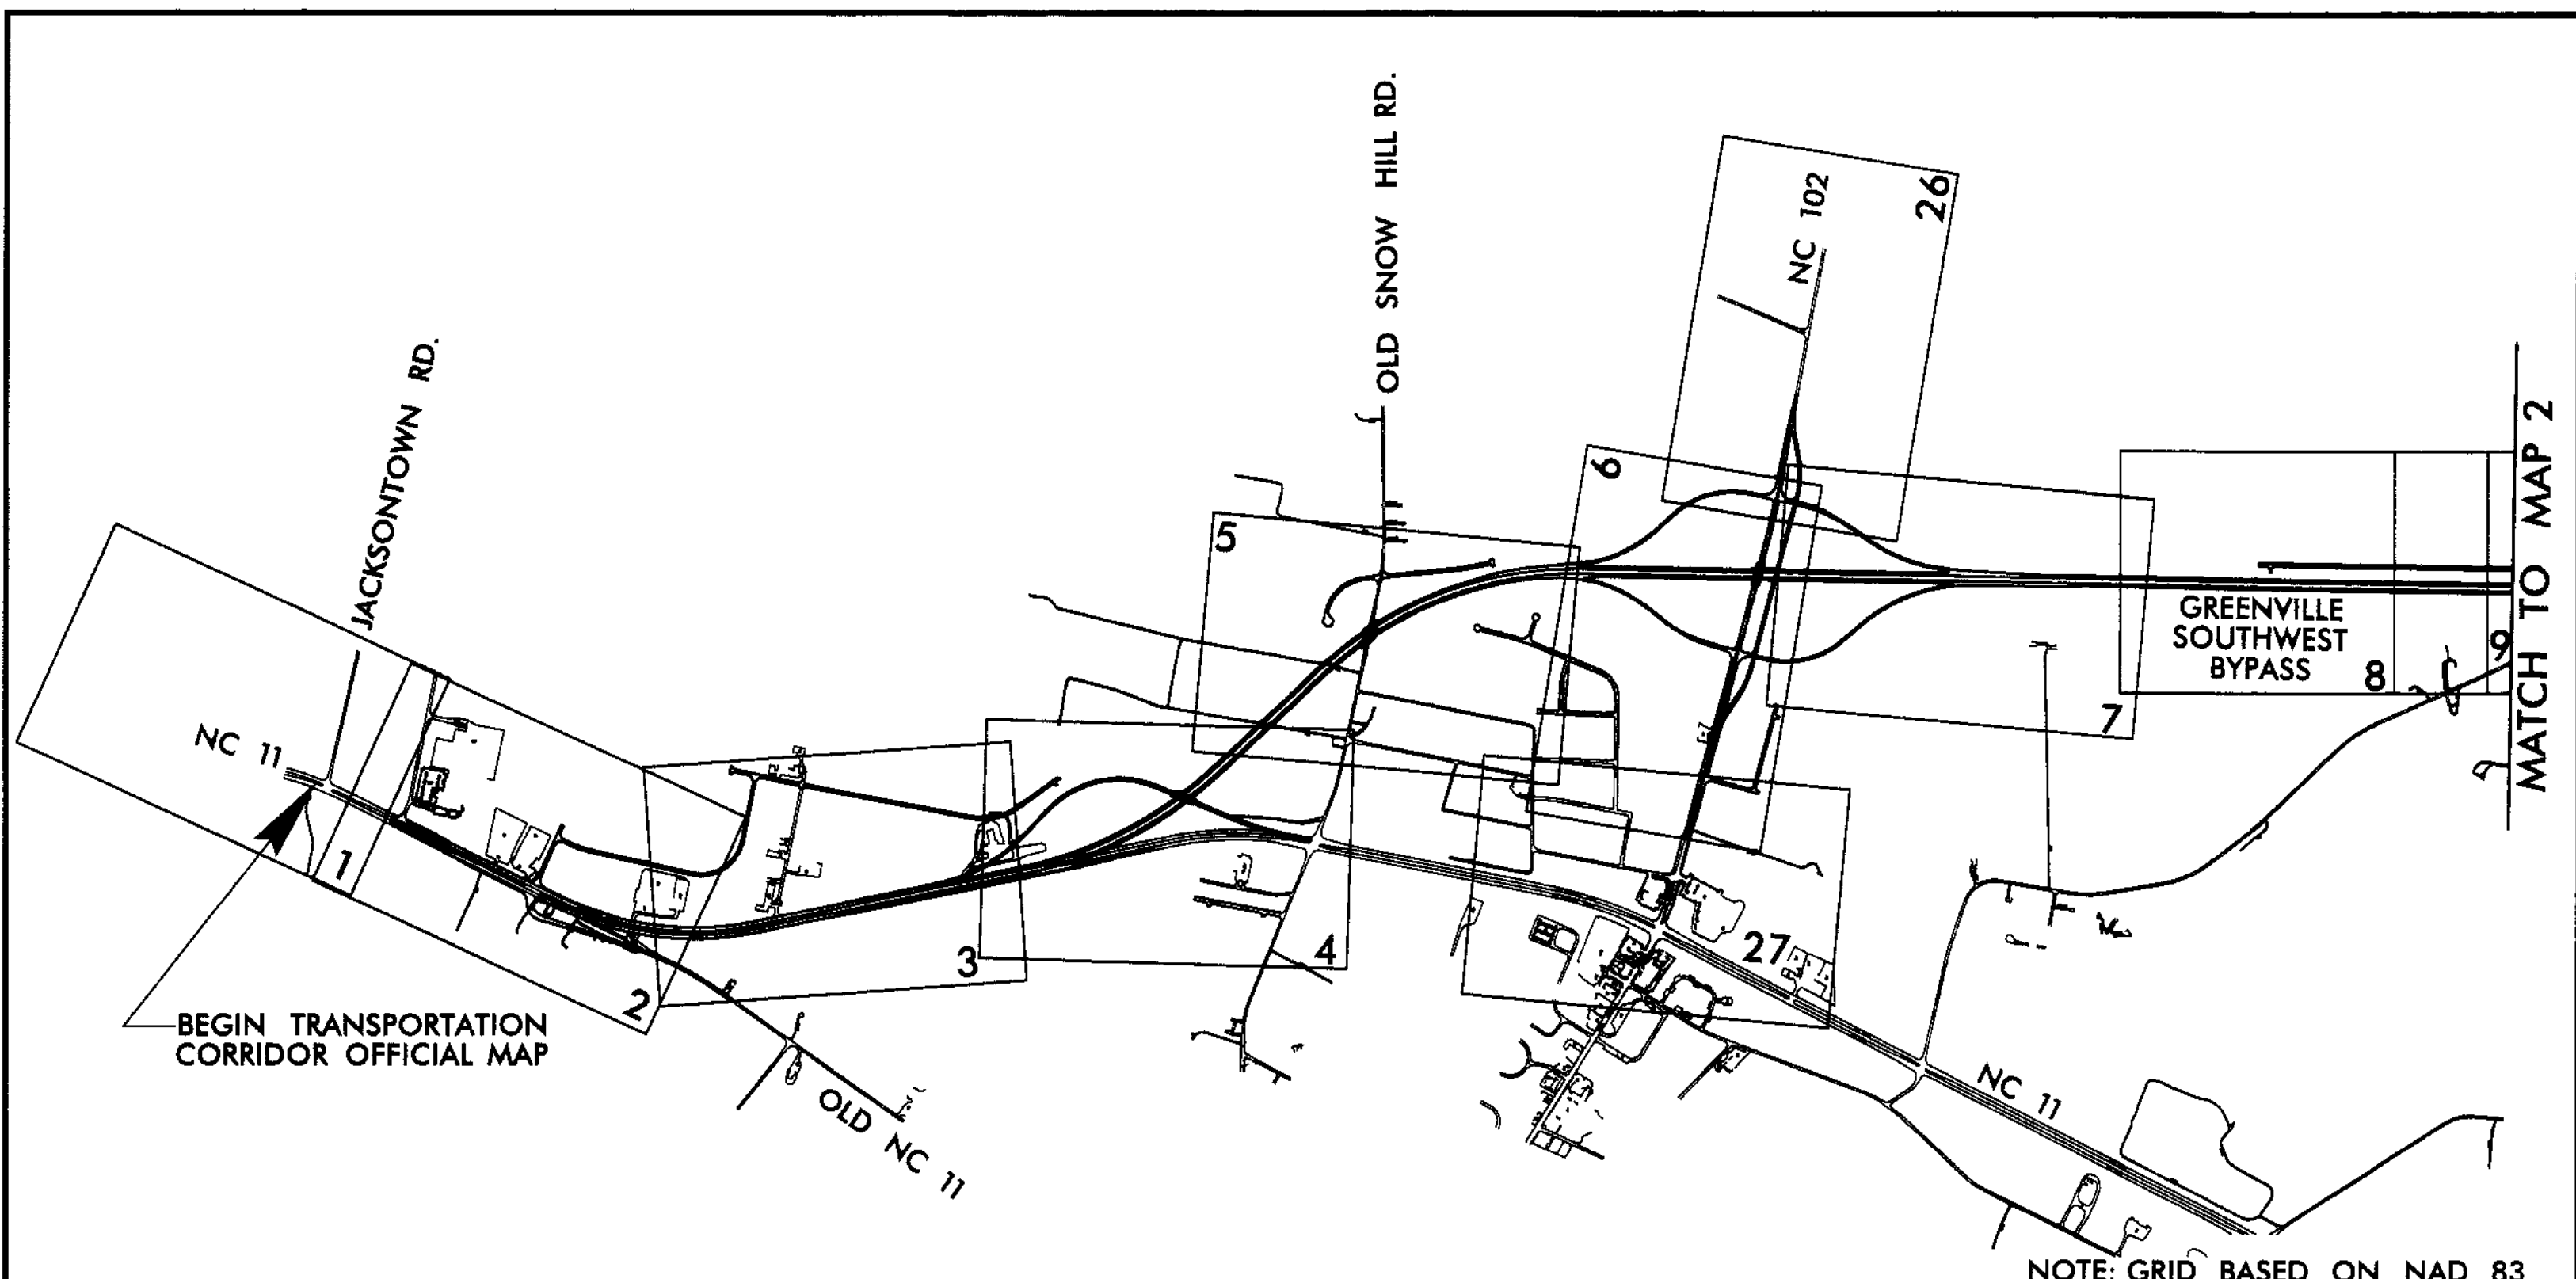 JACKSONTOWN RD.
OLD SNOW HILL RD.
NC 102
26
6
5
NC 11
1
2
3
4
27
7
8
9
GREENVILLE
SOUTHWEST
BYPASS
MATCH TO MAP 2
BEGIN TRANSPORTATION
CORRIDOR OFFICIAL MAP
OLD NC 11
NC 11
NOTE: GRID BASED ON NAD 83